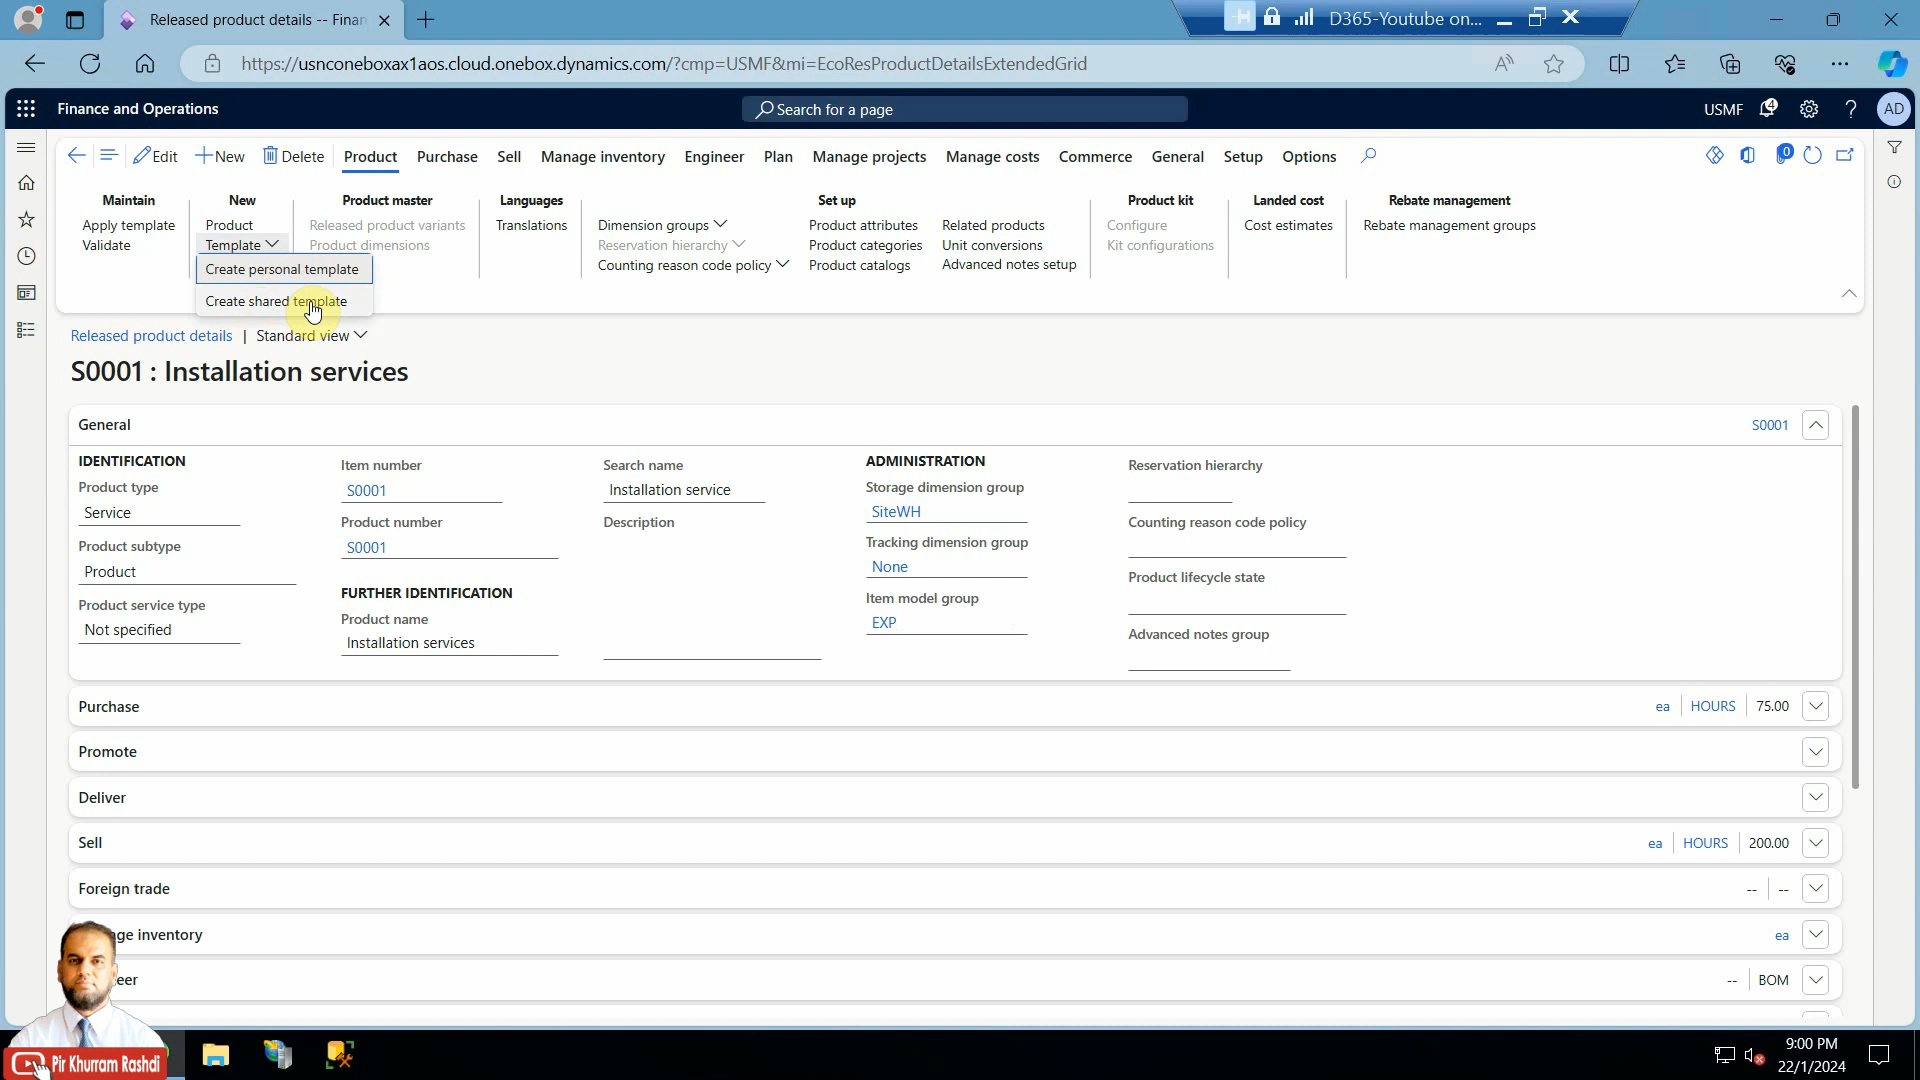 Released product details -- Finan
D365-Youtube on...
https://usnconeboxax1aos.cloud.onebox.dynamics.com/?cmp=USMF&mi=EcoResProductDetailsExtendedGrid
Finance and Operations
Search for a page
USMF
4
?
AD
Edit
New
Delete
Product
Purchase
Sell
Manage inventory
Engineer
Plan
Manage projects
Manage costs
Commerce
General
Setup
Options
0
Maintain
Apply template
Validate
New
Product
Template
Create personal template
Create shared template
Product master
Released product variants
Product dimensions
Languages
Translations
Set up
Dimension groups
Reservation hierarchy
Counting reason code policy
Product attributes
Product categories
Product catalogs
Related products
Unit conversions
Advanced notes setup
Product kit
Configure
Kit configurations
Landed cost
Cost estimates
Rebate management
Rebate management groups
Released product details | Standard view
S0001 : Installation services
General
S0001
IDENTIFICATION
Product type
Service
Product subtype
Product
Product service type
Not specified
Item number
S0001
Product number
S0001
FURTHER IDENTIFICATION
Product name
Installation services
Search name
Installation service
Description
ADMINISTRATION
Storage dimension group
SiteWH
Tracking dimension group
None
Item model group
EXP
Reservation hierarchy
Counting reason code policy
Product lifecycle state
Advanced notes group
Purchase
ea | HOURS | 75.00
Promote
Deliver
Sell
ea | HOURS | 200.00
Foreign trade
-- | --
ge inventory
ea
eer
-- | BOM
Pir Khurram Rashdi
9:00 PM
22/1/2024